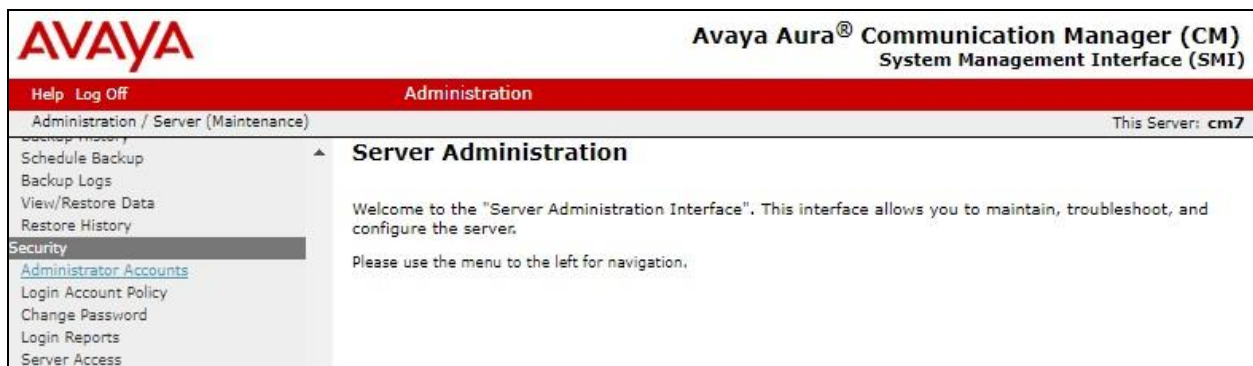 AVAYA
Avaya Aura® Communication Manager (CM)
System Management Interface (SMI)
Help Log Off
Administration
Administration / Server (Maintenance)
This Server: cm7
Backup History
Schedule Backup
Backup Logs
View/Restore Data
Restore History
Security
Administrator Accounts
Login Account Policy
Change Password
Login Reports
Server Access
Server Administration
Welcome to the "Server Administration Interface". This interface allows you to maintain, troubleshoot, and
configure the server.
Please use the menu to the left for navigation.